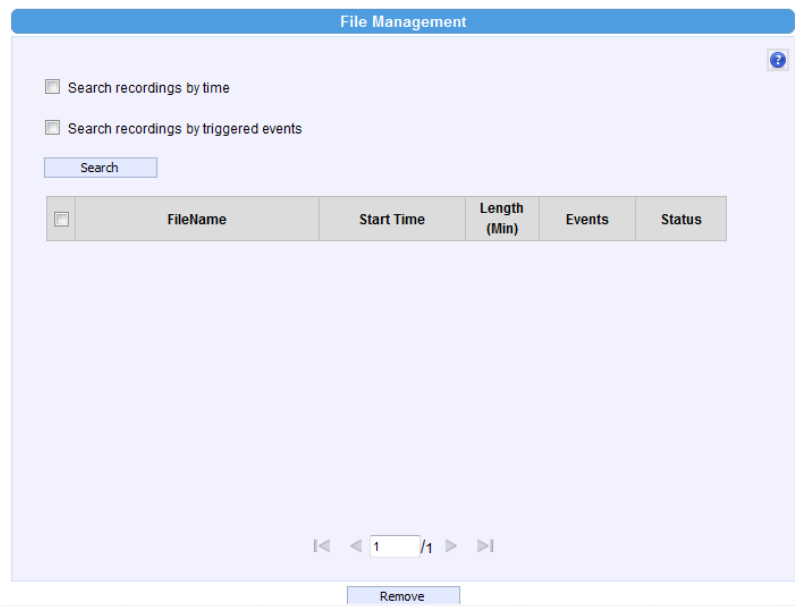 File Management
?
Search recordings by time
Search recordings by triggered events
Search
FileName Start Time Length (Min) Events Status
1 /1
Remove